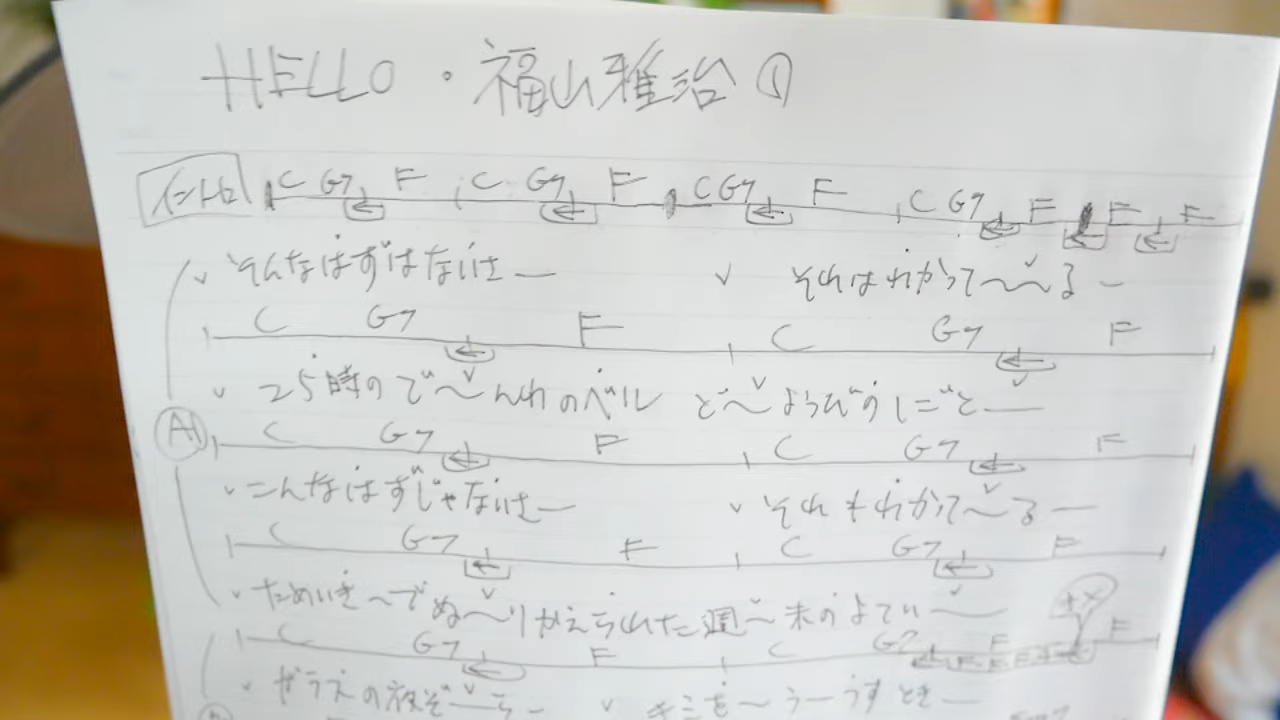 HELLO・福山雅治①
イントロ C G7 F C G7 F C G7 F C G7 F F F
そんなはずはないさー それはわかって〜〜る ー
C G7 F C G7 F
25時ので〜んわのベル ど〜ようびのしごとー
A1 C G7 F C G7 F
こんなはずじゃないさー それもわかって〜る ー
C G7 F C G7 F
ためいき〜でぬ〜りかえられた週〜末のよてい〜
C G7 F C G7 F F
ガラスの夜ぞーら- キミを〜うーうすとき-